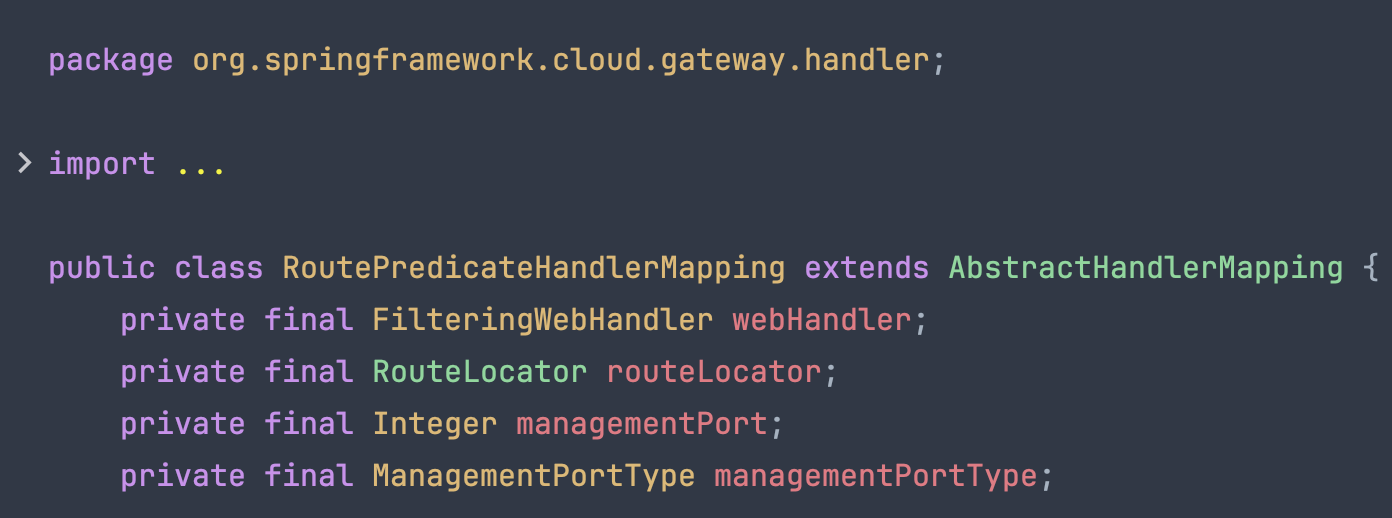 package org.springframework.cloud.gateway.handler;
import ...
public class RoutePredicateHandlerMapping extends AbstractHandlerMapping {
private final FilteringWebHandler webHandler;
private final RouteLocator routeLocator;
private final Integer managementPort;
private final ManagementPortType managementPortType;